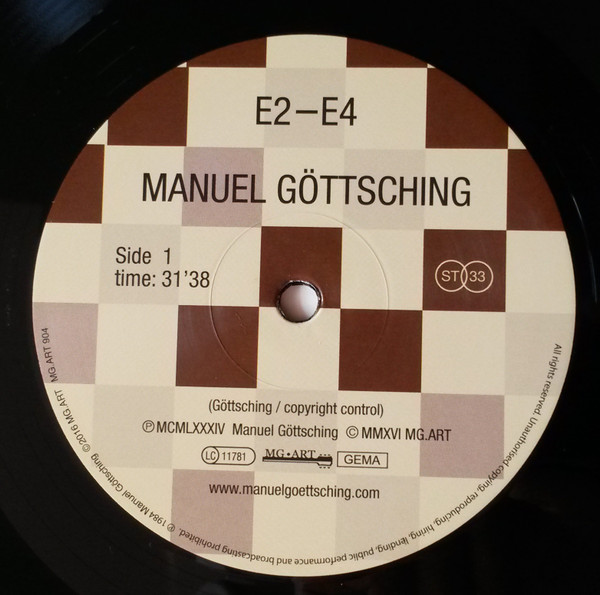 E2–E4
MANUEL GÖTTSCHING
Side 1
time: 31'38
ST 33
(Göttsching / copyright control)
℗ MCMLXXXIV Manuel Göttsching © MMXVI MG.ART
LC 11781
MG•ART
GEMA
www.manuelgoettsching.com
All rights reserved. Unauthorised copying, reproducing, hiring, lending, public performance and broadcasting prohibited. ℗ 1984 Manuel Göttsching © 2016 MG.ART MG.ART 904